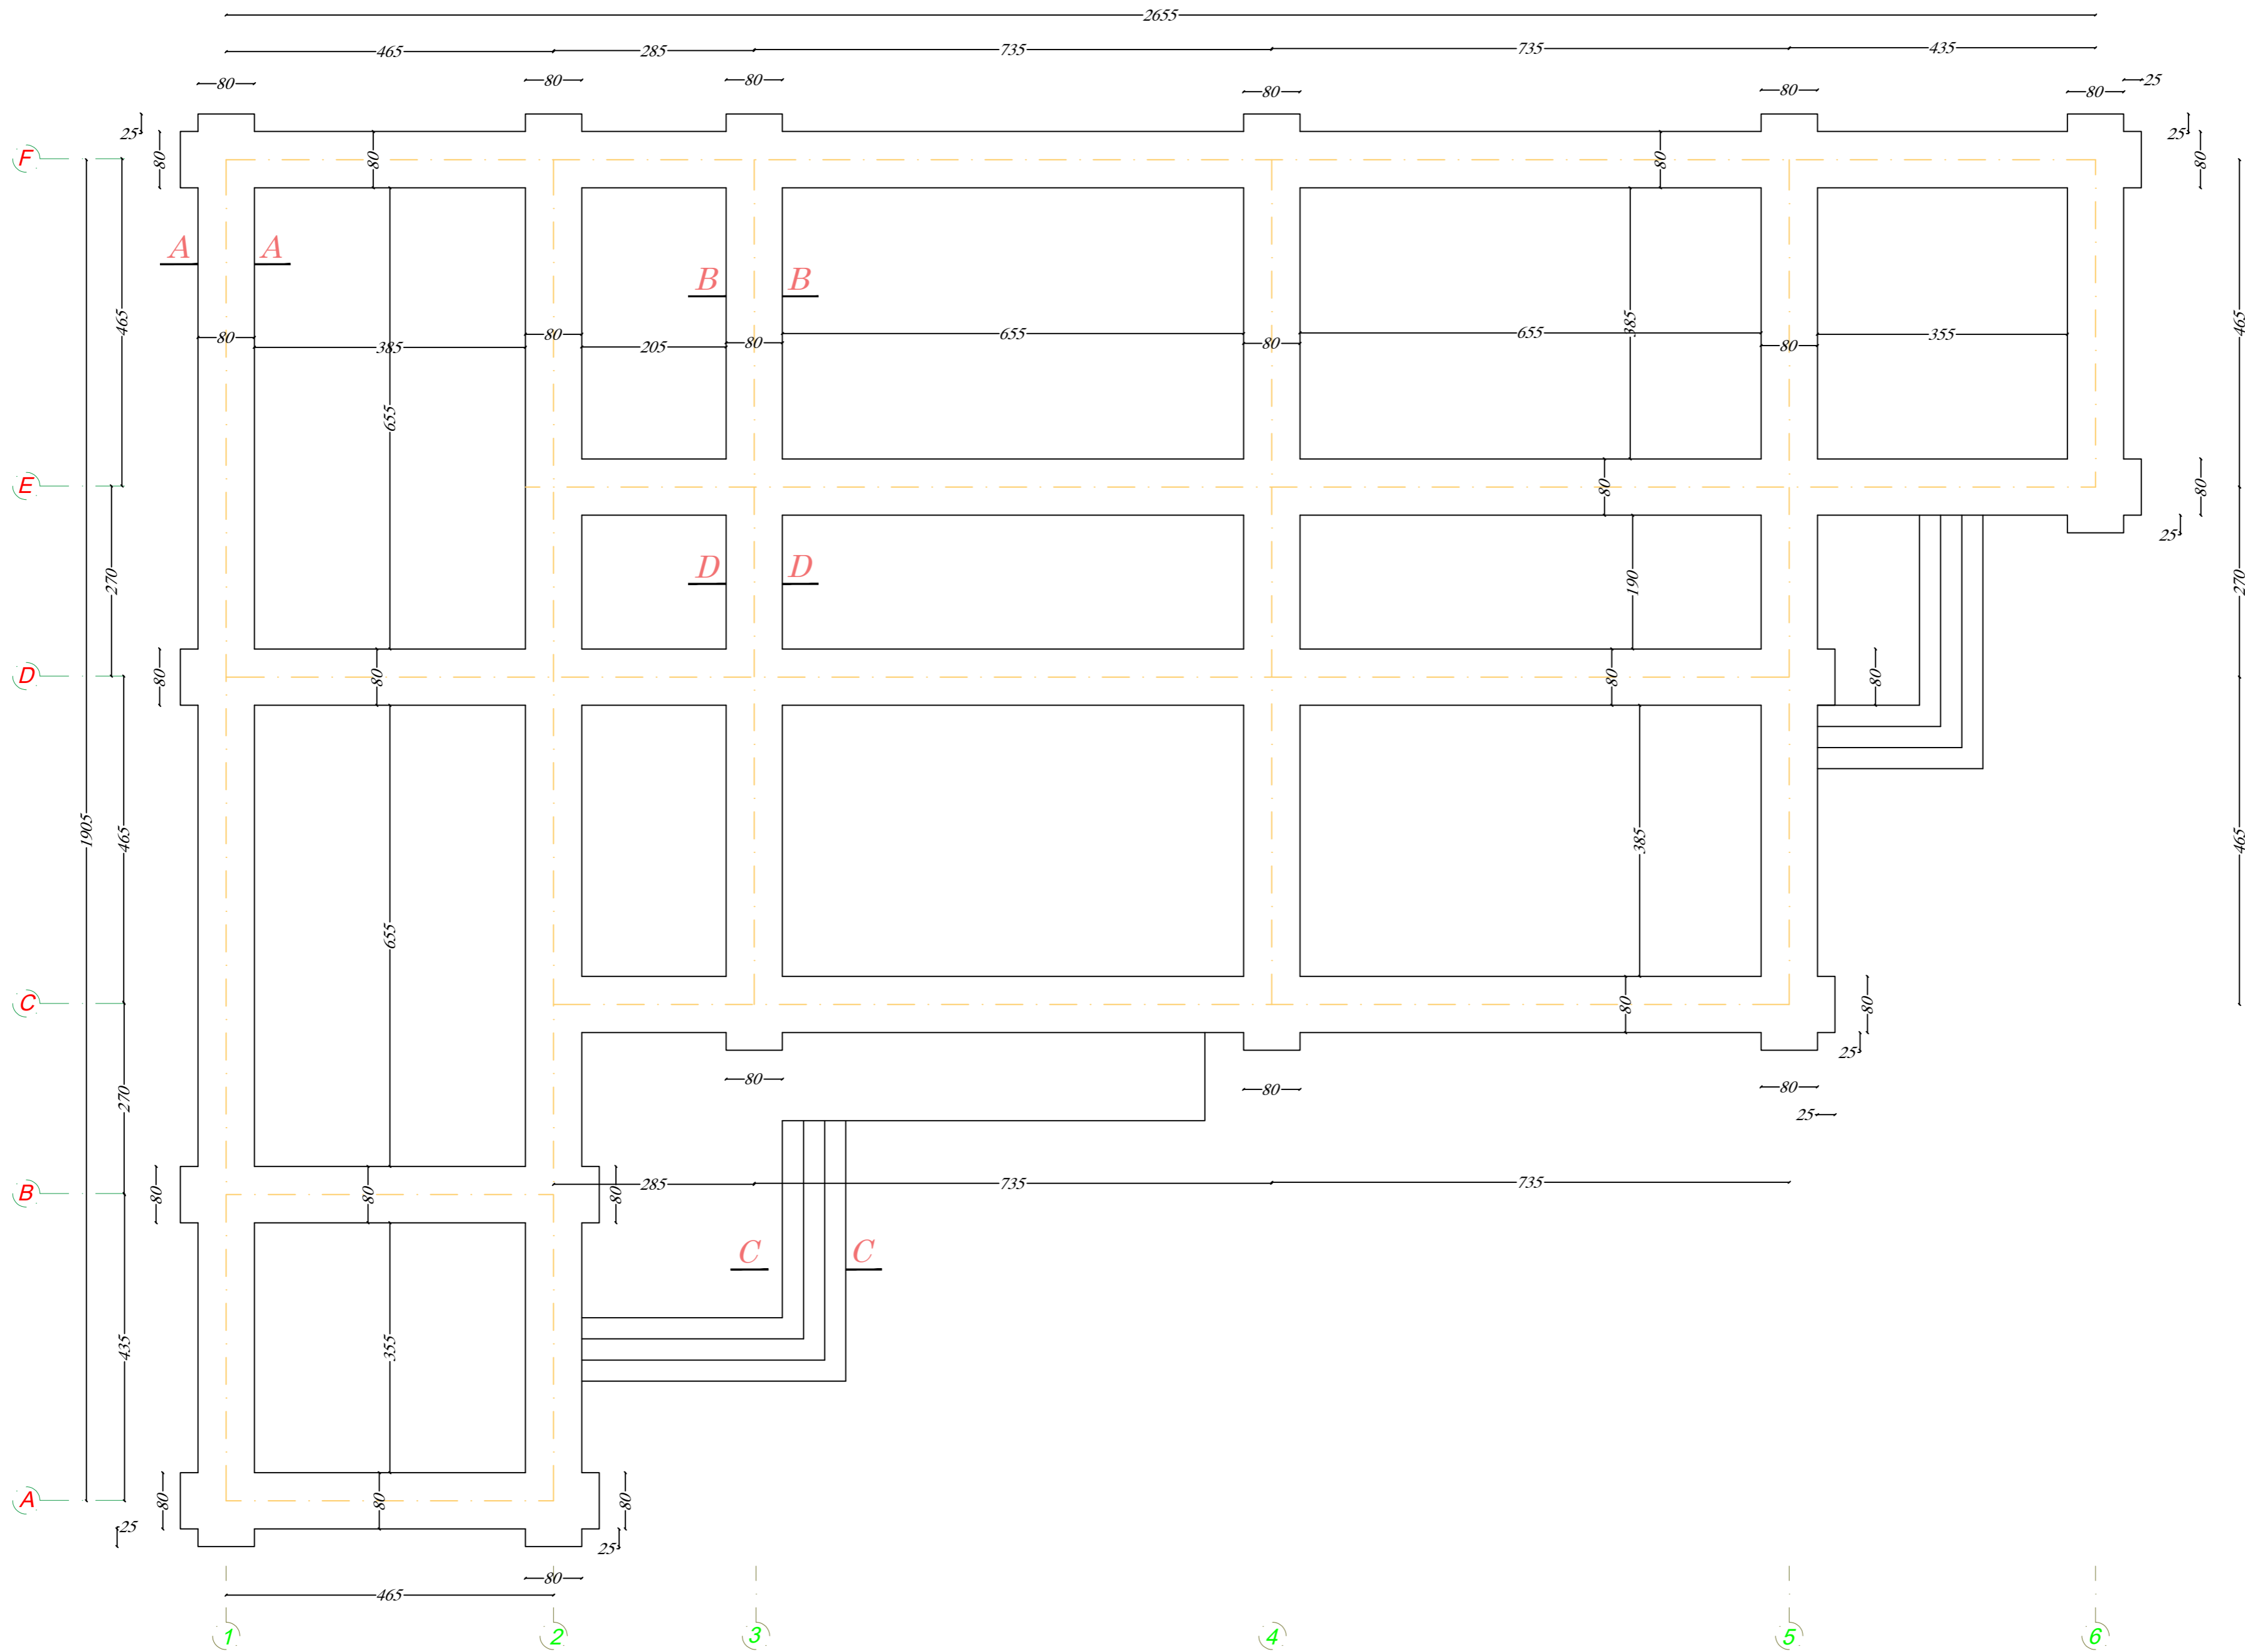 2655
465 285 735 735 435
80 80 80 80 80 80 25
25 80 80 80 25 80
F
A A B B
465 655 385 465
80 385 80 205 80 655 80 655 80 355
E
80 80
25
270 D D 190 270
D
80 80 80 80
1905 465 655 385 465
C
80 80
25
270 80 80 80
25
B
80 80 80 285 735 735
C C
435 355
A
80 80 80
25 25
80
465
1 2 3 4 5 6